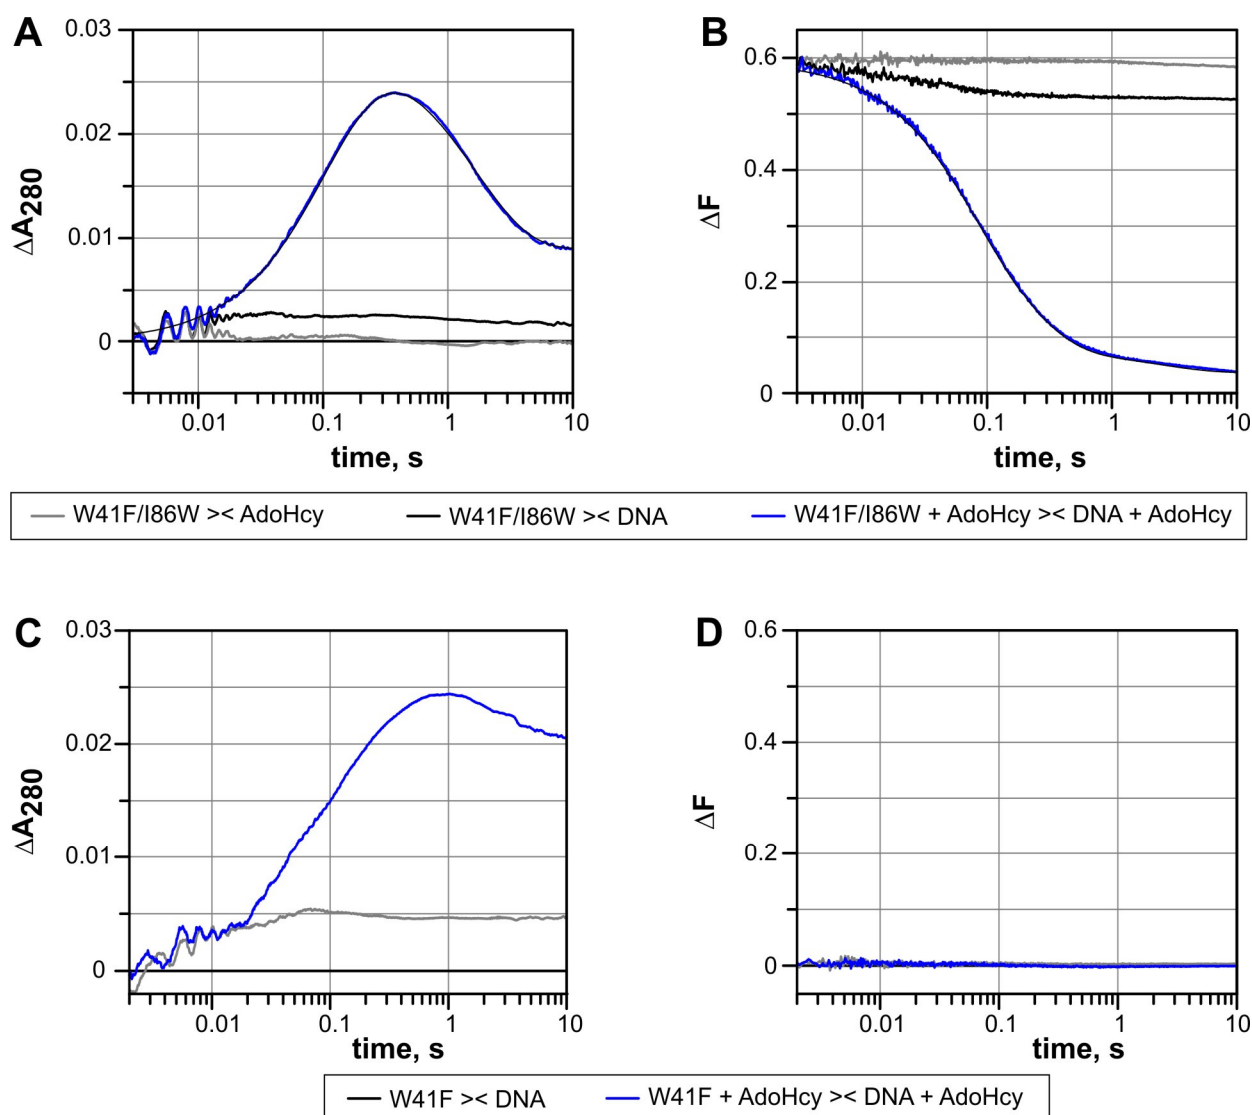 A
0.03
0.02
0.01
0
ΔA280
0.01 0.1 1 10
time, s
B
0.6
0.4
0.2
0
ΔF
0.01 0.1 1 10
time, s
W41F/I86W >< AdoHcy W41F/I86W >< DNA W41F/I86W + AdoHcy >< DNA + AdoHcy
C
0.03
0.02
0.01
0
ΔA280
0.01 0.1 1 10
time, s
D
0.6
0.4
0.2
0
ΔF
0.01 0.1 1 10
time, s
W41F >< DNA W41F + AdoHcy >< DNA + AdoHcy